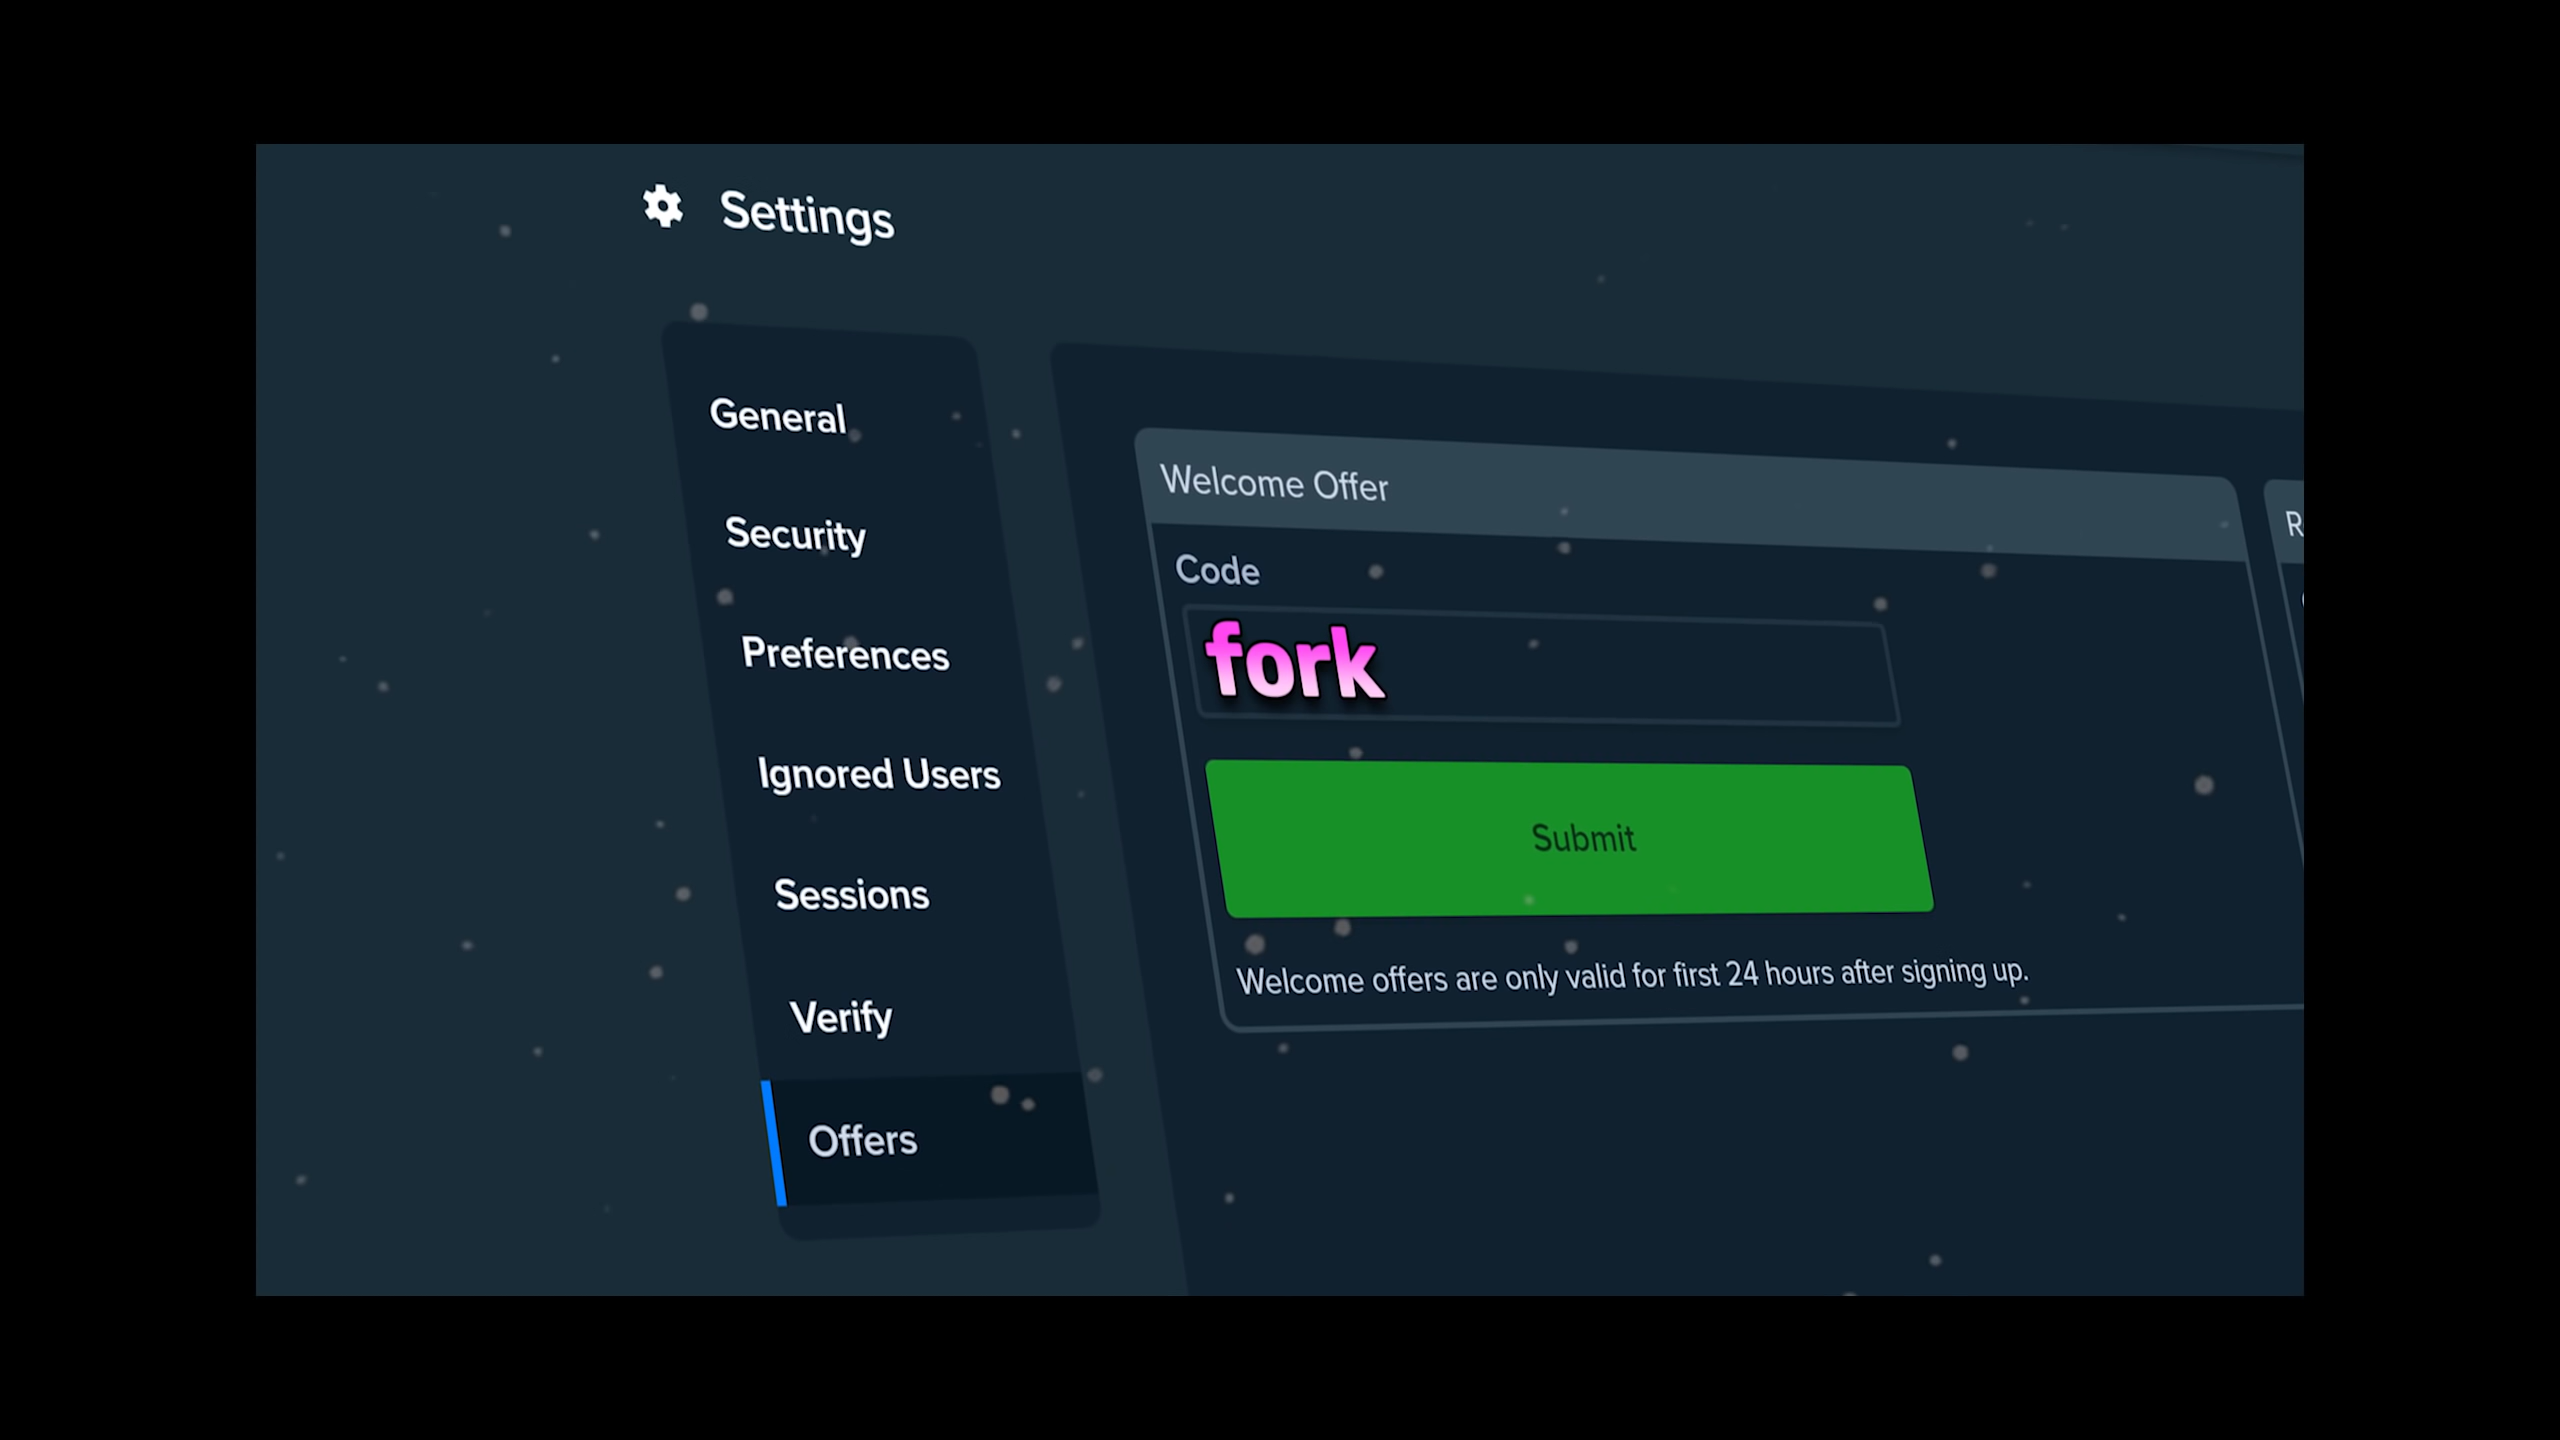 Settings
General
Security
Preferences
Ignored Users
Sessions
Verify
Offers
Welcome Offer
Code
fork
Submit
Welcome offers are only valid for first 24 hours after signing up.